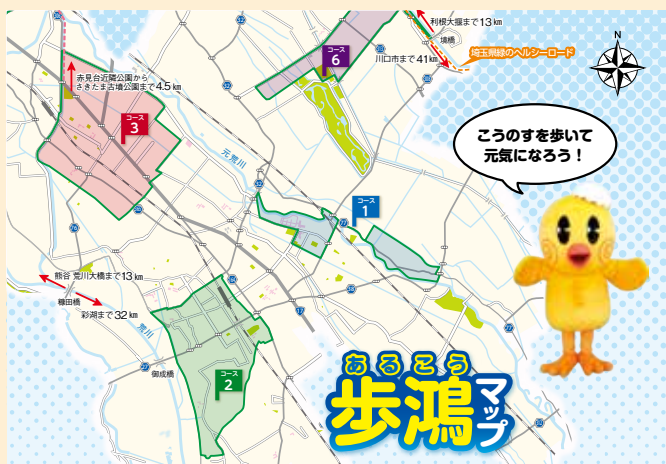 利根大堰まで13km
境橋
川口市まで41km
埼玉県緑のヘルシーロード
コース
6
赤見台近隣公園から
さきたま古墳公園まで4.5km
コース
3
元荒川
こうのすを歩いて
元気になろう！
コース
1
熊谷 荒川大橋まで13km
糠田橋
彩湖まで32km
荒川
御成橋
コース
2
あるこう
歩鴻マップ
17
27
27